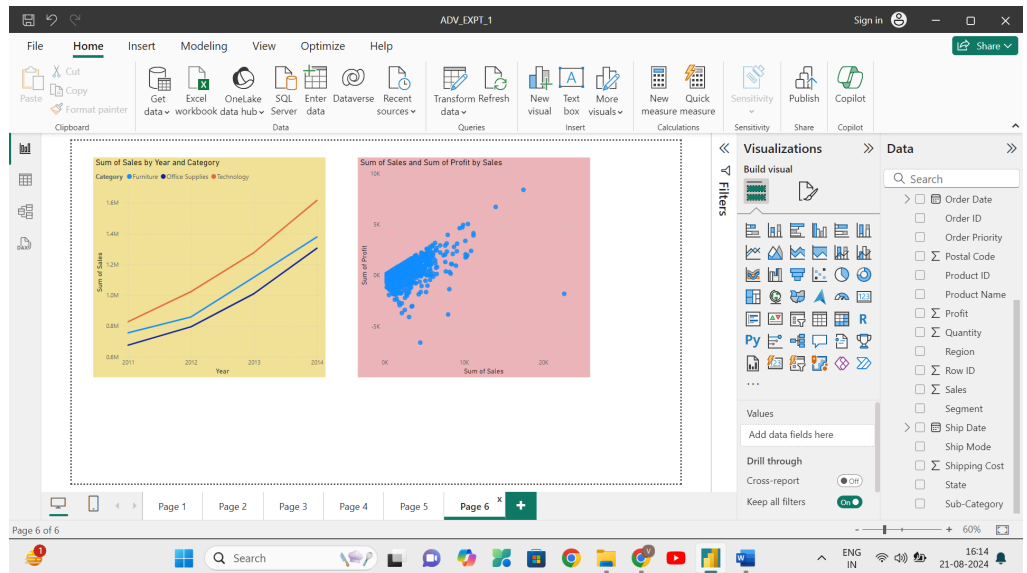 ADV_EXPT_1
Sign in
File Home Insert Modeling View Optimize Help
Share
Paste
Cut
Copy
Format painter
Clipboard
Get data
Excel workbook
OneLake data hub
SQL Server
Enter data
Dataverse
Recent sources
Data
Transform data
Refresh
Queries
New visual
Text box
More visuals
Insert
New measure
Quick measure
Calculations
Sensitivity
Sensitivity
Publish
Share
Copilot
Copilot
Sum of Sales by Year and Category
Category Furniture Office Supplies Technology
Sum of Sales
1.6M
1.4M
1.2M
1.0M
0.8M
0.6M
2011 2012 2013 2014
Year
Sum of Sales and Sum of Profit by Sales
Sum of Profit
10K
5K
0K
-5K
0K 10K 20K
Sum of Sales
Filters
Visualizations
Build visual
R
Py
123
...
Values
Add data fields here
Drill through
Cross-report
Off
Keep all filters
On
Data
Search
Order Date
Order ID
Order Priority
Postal Code
Product ID
Product Name
Profit
Quantity
Region
Row ID
Sales
Segment
Ship Date
Ship Mode
Shipping Cost
State
Sub-Category
Page 1 Page 2 Page 3 Page 4 Page 5 Page 6 x +
Page 6 of 6
- + 60%
1
Search
V
ENG
IN
16:14
21-08-2024